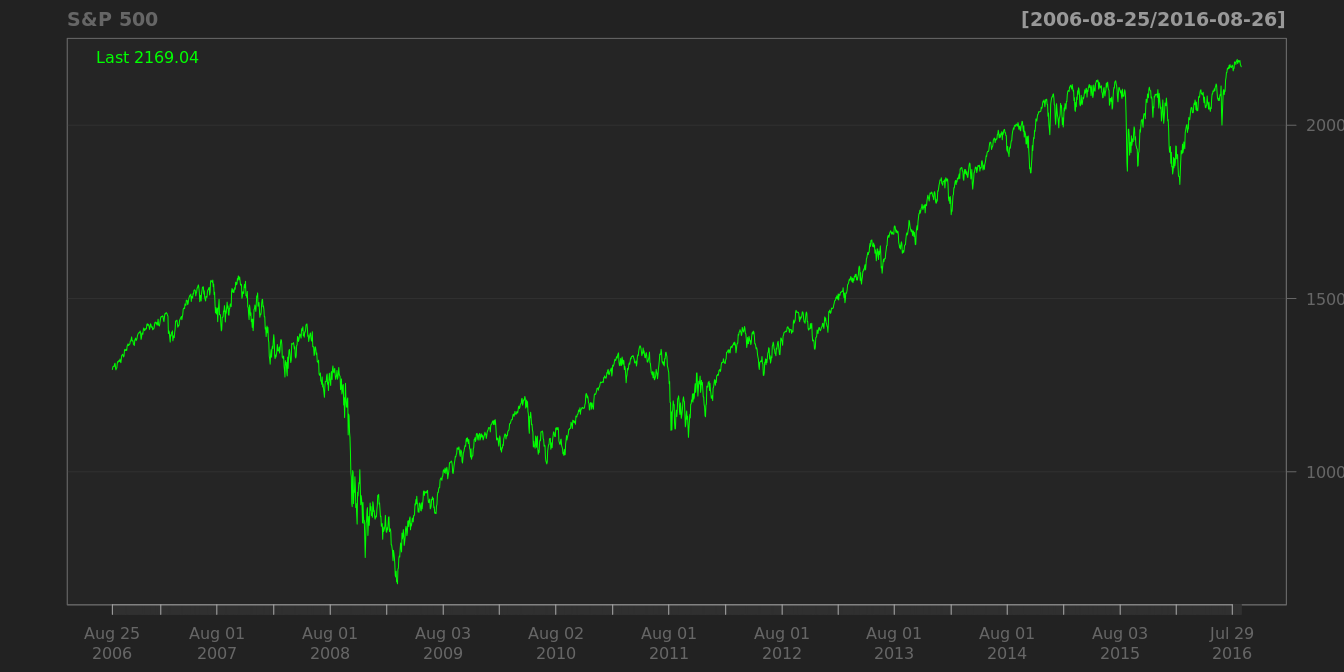 S&P 500 [2006-08-25/2016-08-26]
Last 2169.04
2000
1500
1000
Aug 25 Aug 01 Aug 01 Aug 03 Aug 02 Aug 01 Aug 01 Aug 01 Aug 01 Aug 03 Jul 29
2006 2007 2008 2009 2010 2011 2012 2013 2014 2015 2016